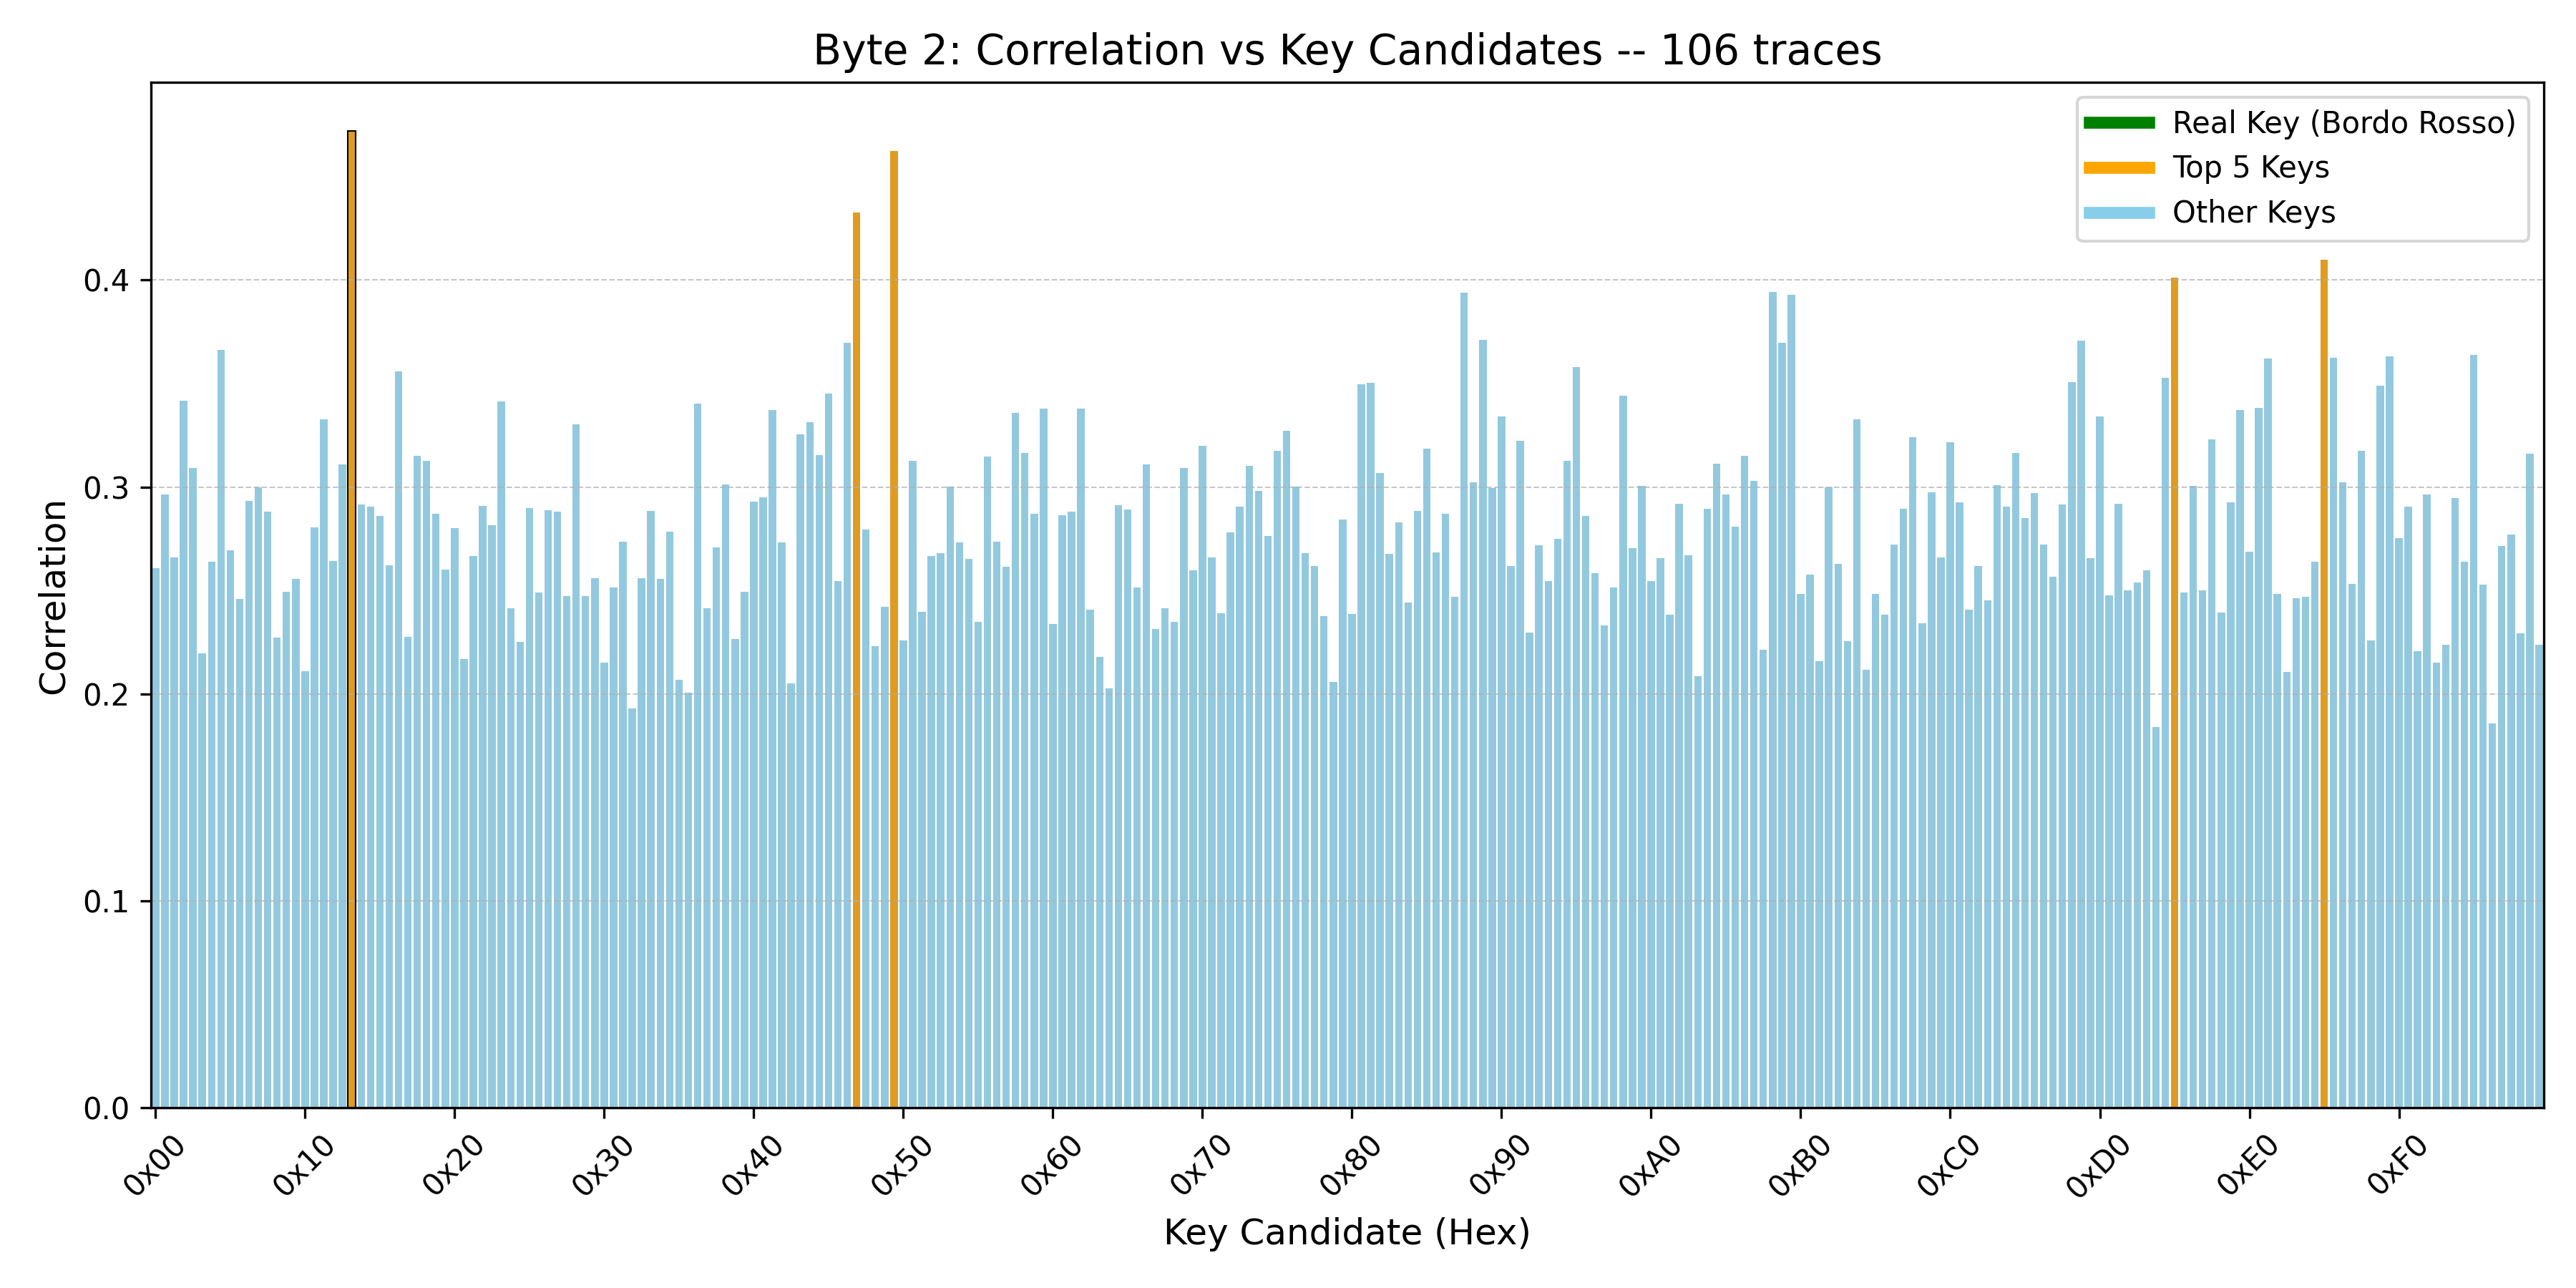 Byte 2: Correlation vs Key Candidates -- 106 traces
Real Key (Bordo Rosso)
Top 5 Keys
Other Keys
Correlation
0.4
0.3
0.2
0.1
0.0
0x00 0x10 0x20 0x30 0x40 0x50 0x60 0x70 0x80 0x90 0xA0 0xB0 0xC0 0xD0 0xE0 0xF0
Key Candidate (Hex)